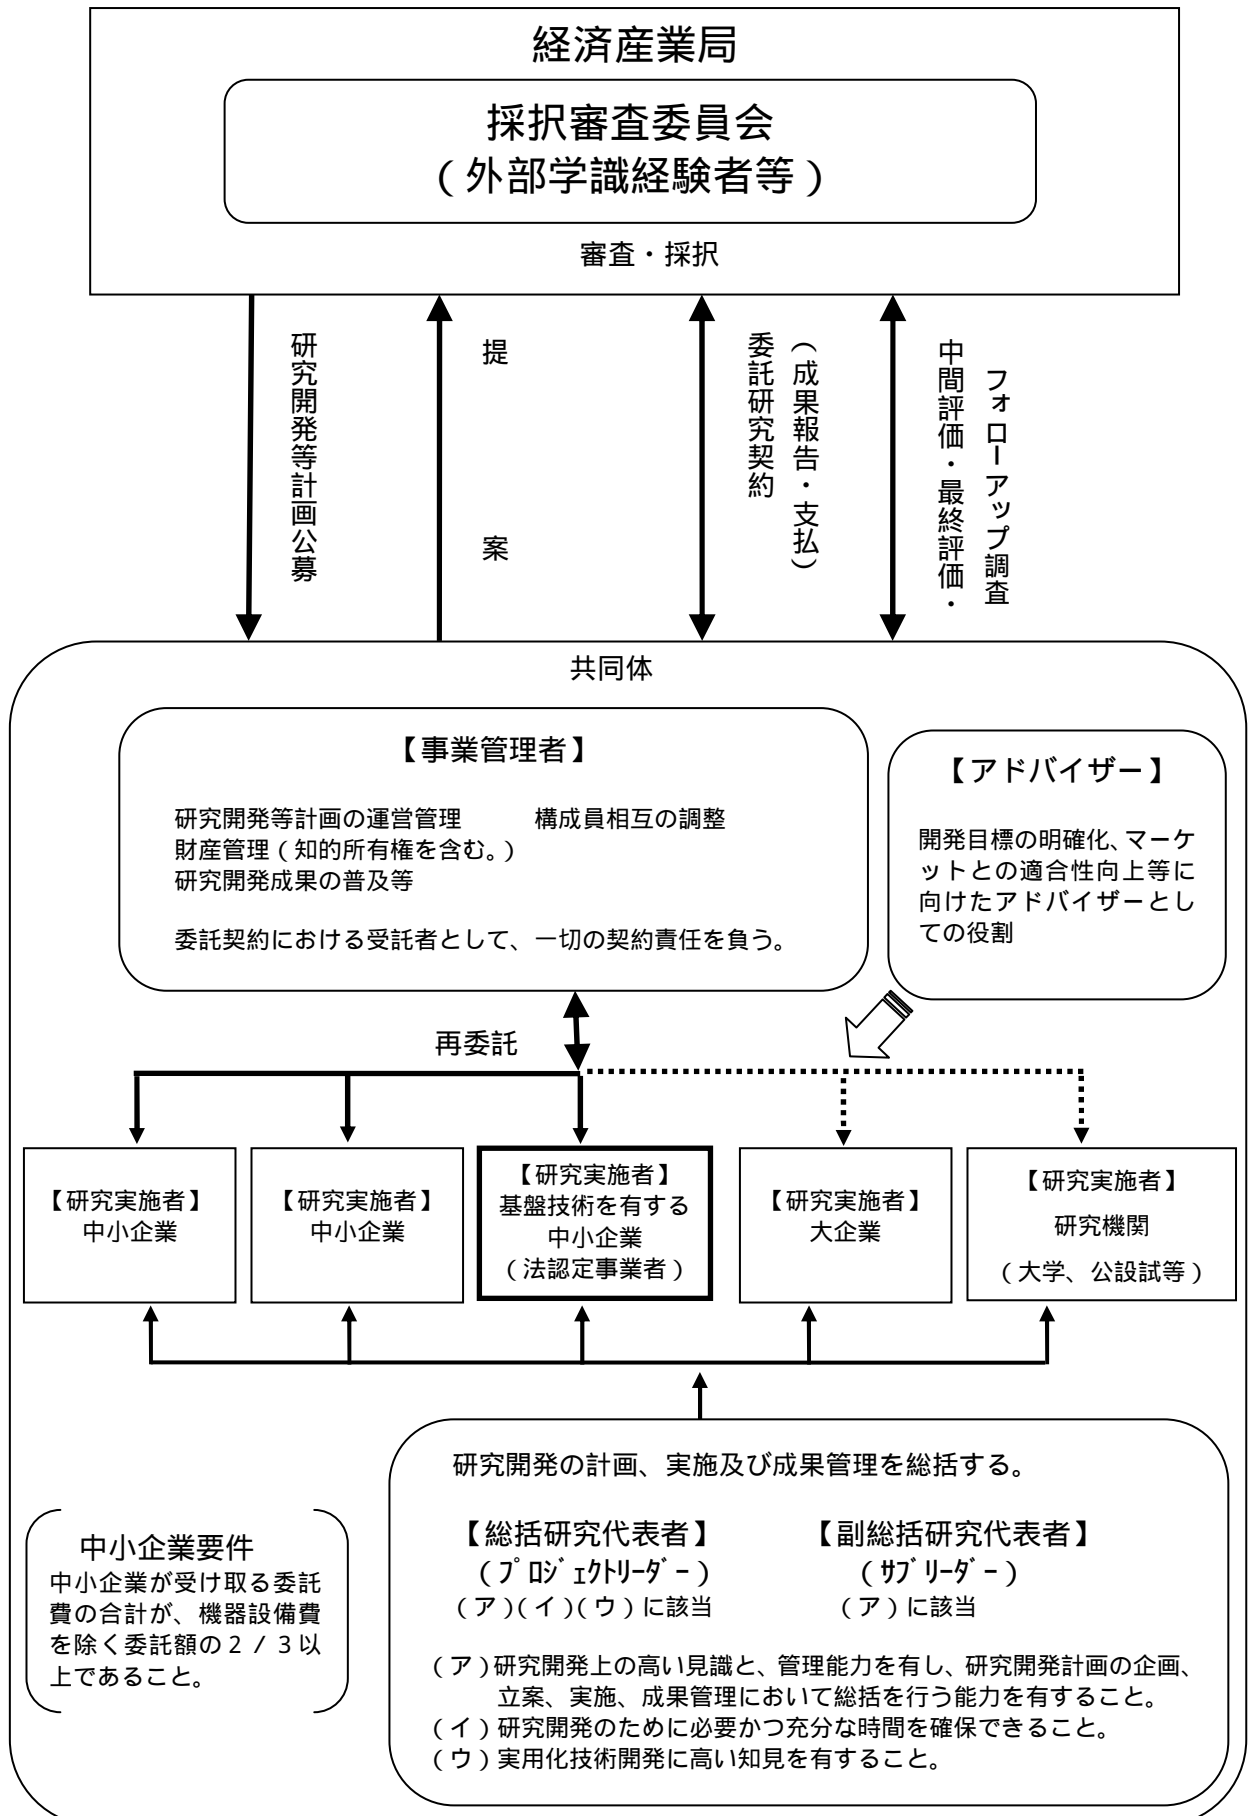 経済産業局
採択審査委員会
(外部学識経験者等)
審査・採択
研究開発等計画公募
提案
委託研究契約
(成果報告・支払)
中間評価・最終評価・
フォローアップ調査
共同体
【事業管理者】
研究開発等計画の運営管理　構成員相互の調整
財産管理(知的所有権を含む。)
研究開発成果の普及等
委託契約における受託者として、一切の契約責任を負う。
【アドバイザー】
開発目標の明確化、マーケ
ットとの適合性向上等に
向けたアドバイザーとし
ての役割
再委託
【研究実施者】
中小企業
【研究実施者】
中小企業
【研究実施者】
基盤技術を有する
中小企業
(法認定事業者)
【研究実施者】
大企業
【研究実施者】
研究機関
(大学、公設試等)
研究開発の計画、実施及び成果管理を総括する。
【総括研究代表者】
(ﾌﾟﾛｼﾞｪｸﾄﾘｰﾀﾞｰ)
(ア)(イ)(ウ)に該当
【副総括研究代表者】
(ｻﾌﾞﾘｰﾀﾞｰ)
(ア)に該当
(ア)研究開発上の高い見識と、管理能力を有し、研究開発計画の企画、
立案、実施、成果管理において総括を行う能力を有すること。
(イ)研究開発のために必要かつ充分な時間を確保できること。
(ウ)実用化技術開発に高い知見を有すること。
中小企業要件
中小企業が受け取る委託
費の合計が、機器設備費
を除く委託額の2/3以
上であること。